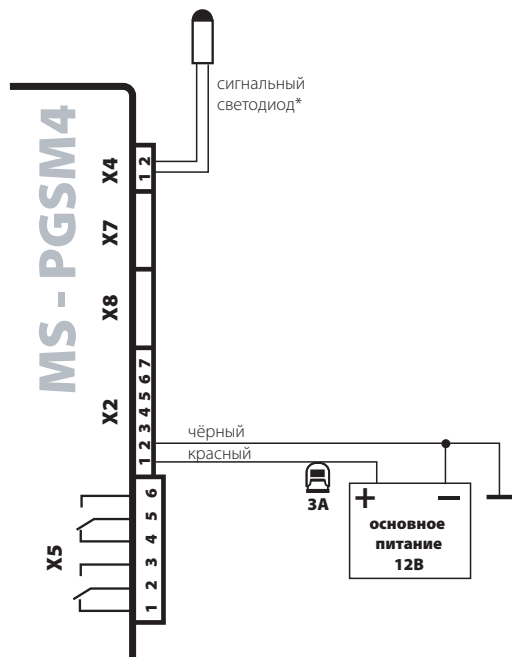 сигнальный
светодиод*
MS - PGSM4
X4
1 2
X7
X8
X2
1 2 3 4 5 6 7
чёрный
красный
3А
+ —
основное
питание
12В
X5
1 2 3 4 5 6